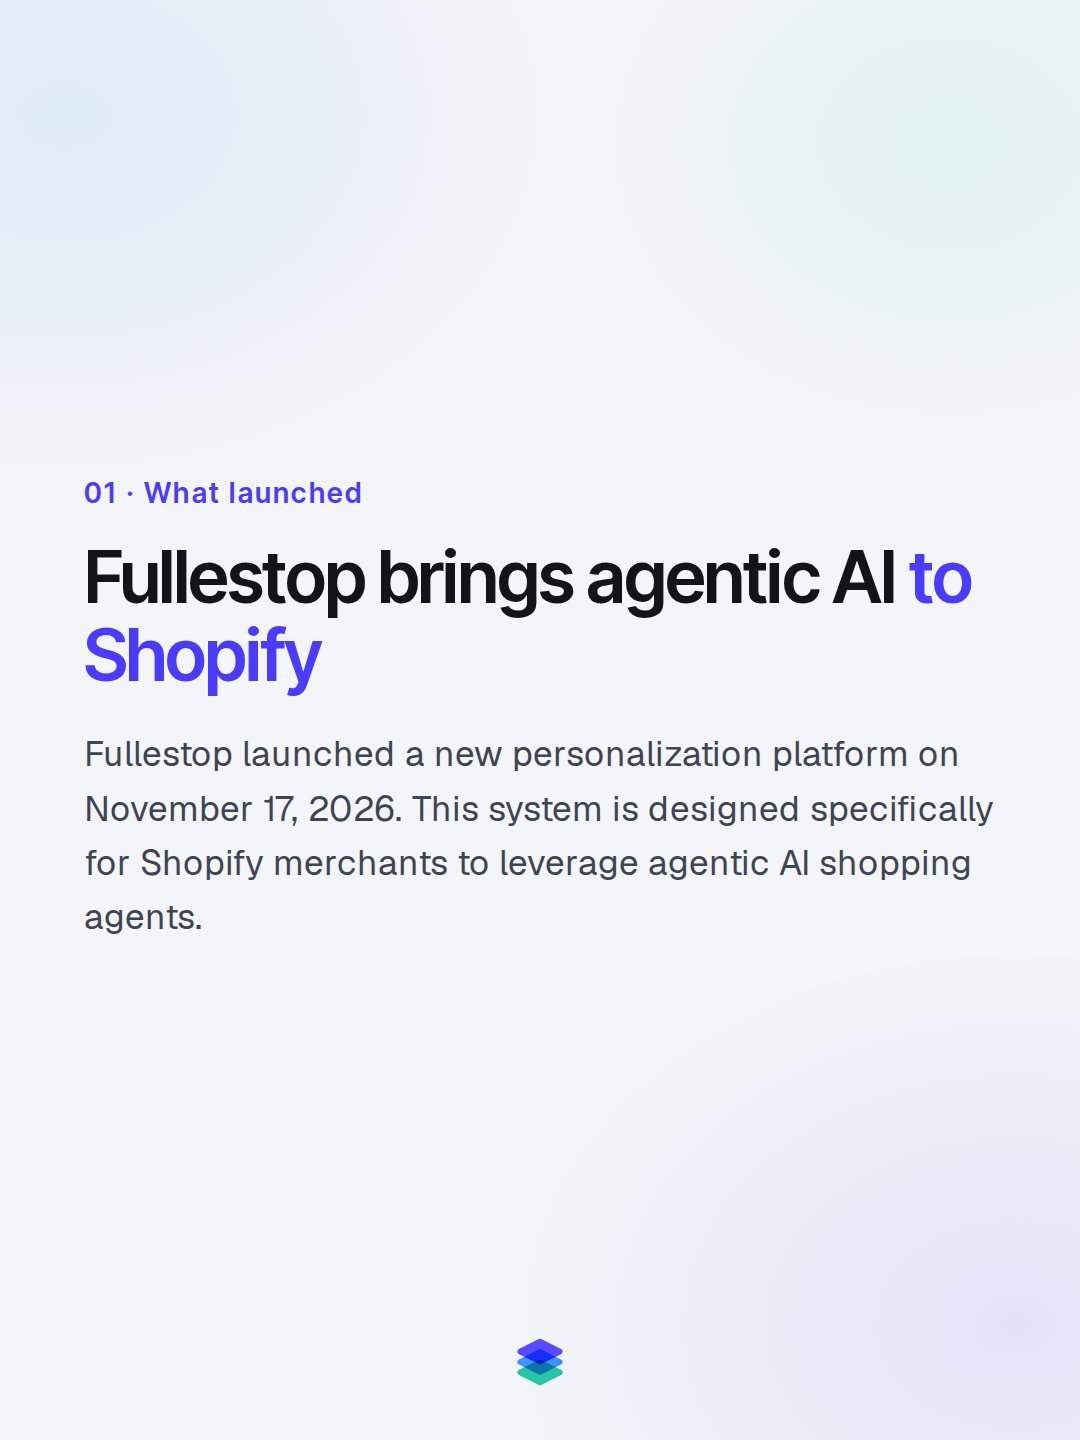 01 · What launched
Fullestop brings agentic AI to
Shopify
Fullestop launched a new personalization platform on
November 17, 2026. This system is designed specifically
for Shopify merchants to leverage agentic AI shopping
agents.